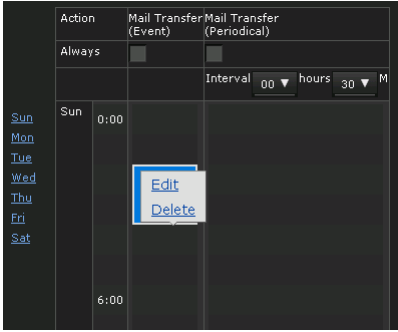 Action Mail Transfer Mail Transfer
(Event) (Periodical)
Always
Interval 00 ▼ hours 30 ▼ M
Sun 0:00
Sun
Mon
Tue
Wed
Thu
Fri
Sat
Edit
Delete
6:00